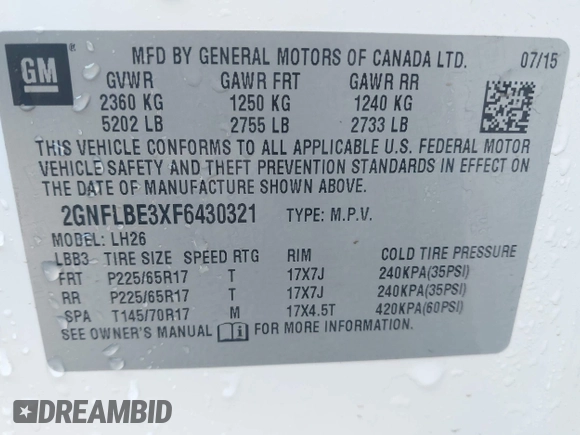 GM
MFD BY GENERAL MOTORS OF CANADA LTD. 07/15
GVWR GAWR FRT GAWR RR
2360 KG 1250 KG 1240 KG
5202 LB 2755 LB 2733 LB
THIS VEHICLE CONFORMS TO ALL APPLICABLE U.S. FEDERAL MOTOR
VEHICLE SAFETY AND THEFT PREVENTION STANDARDS IN EFFECT ON
THE DATE OF MANUFACTURE SHOWN ABOVE.
2GNFLBE3XF6430321 TYPE: M.P.V.
MODEL: LH26
LBB3 TIRE SIZE SPEED RTG RIM COLD TIRE PRESSURE
FRT P225/65R17 T 17X7J 240KPA(35PSI)
RR P225/65R17 T 17X7J 240KPA(35PSI)
SPA T145/70R17 M 17X4.5T 420KPA(60PSI)
SEE OWNER'S MANUAL FOR MORE INFORMATION.
DREAMBID